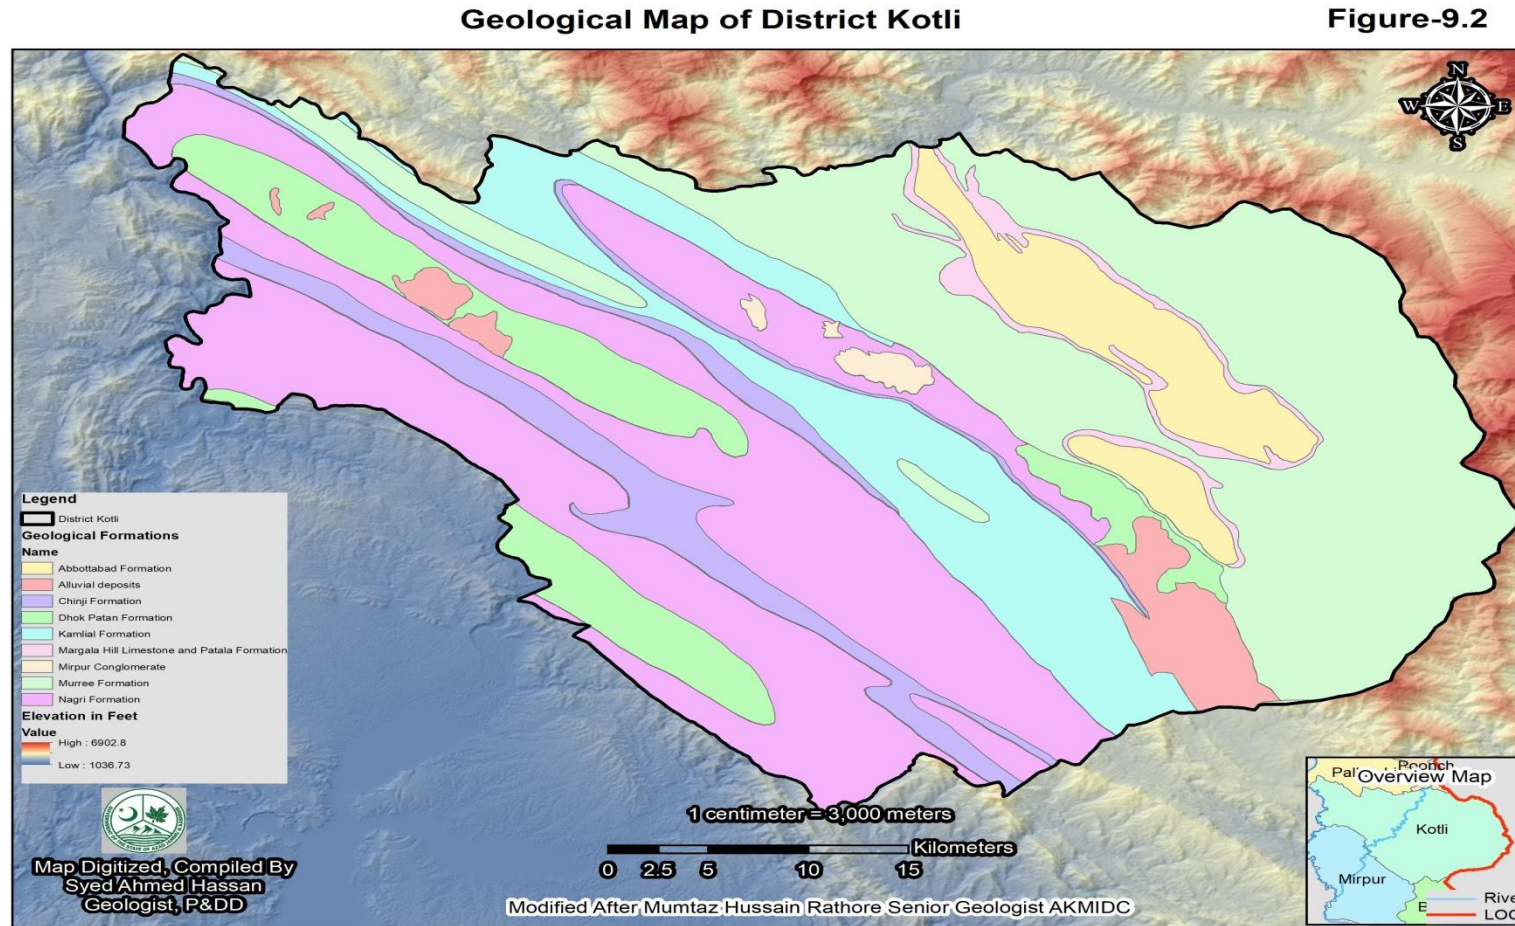 Geological Map of District Kotli
Figure-9.2
N
W
E
S
Legend
District Kotli
Geological Formations
Name
Abbottabad Formation
Alluvial deposits
Chinji Formation
Dhok Patan Formation
Kamlial Formation
Margala Hill Limestone and Patala Formation
Mirpur Conglomerate
Murree Formation
Nagri Formation
Elevation in Feet
Value
High : 6902.8
Low : 1036.73
Map Digitized, Compiled By
Syed Ahmed Hassan
Geologist, P&DD
1 centimeter = 3,000 meters
Kilometers
0 2.5 5 10 15
Modified After Mumtaz Hussain Rathore Senior Geologist AKMIDC
Poonch
Overview Map
Kotli
Mirpur
LOC